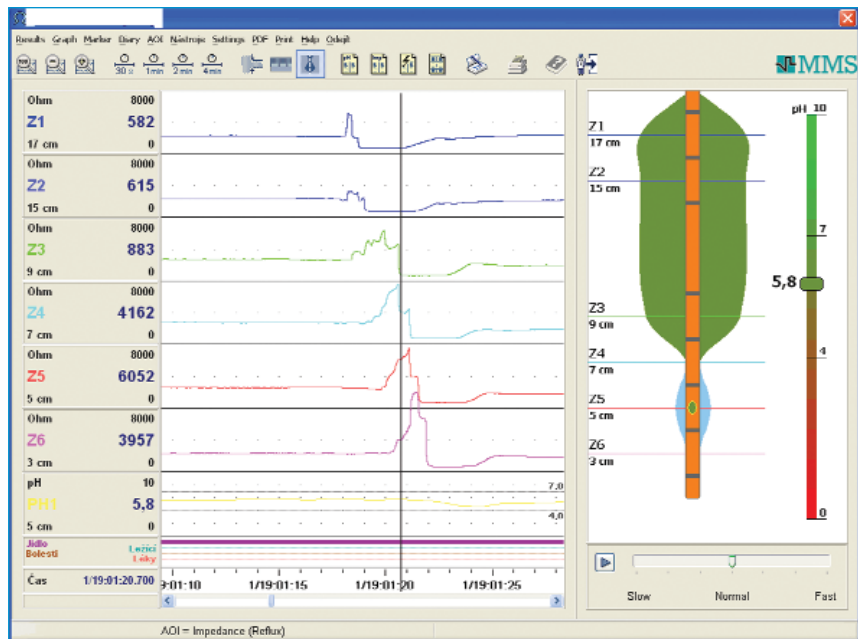 Results Graph Marker Diary AOI Nástroje Settings PDF Print Help Odejít
30 s 1min 2min 4min
MMS
Ohm 8000
Z1 582
17 cm 0
Ohm 8000
Z2 615
15 cm 0
Ohm 8000
Z3 883
9 cm 0
Ohm 8000
Z4 4162
7 cm 0
Ohm 8000
Z5 6052
5 cm 0
Ohm 8000
Z6 3957
3 cm 0
pH 10
PH1 5,8
5 cm 0
7,0
4,0
Jídlo
Bolesti
Ležící
Léky
Čas 1/19:01:20.700
9:01:10 1/19:01:15 1/19:01:20 1/19:01:25
pH 10
Z1
17 cm
Z2
15 cm
7
5,8
Z3
9 cm
4
Z4
7 cm
Z5
5 cm
Z6
3 cm
0
Slow Normal Fast
AOI = Impedance (Reflux)